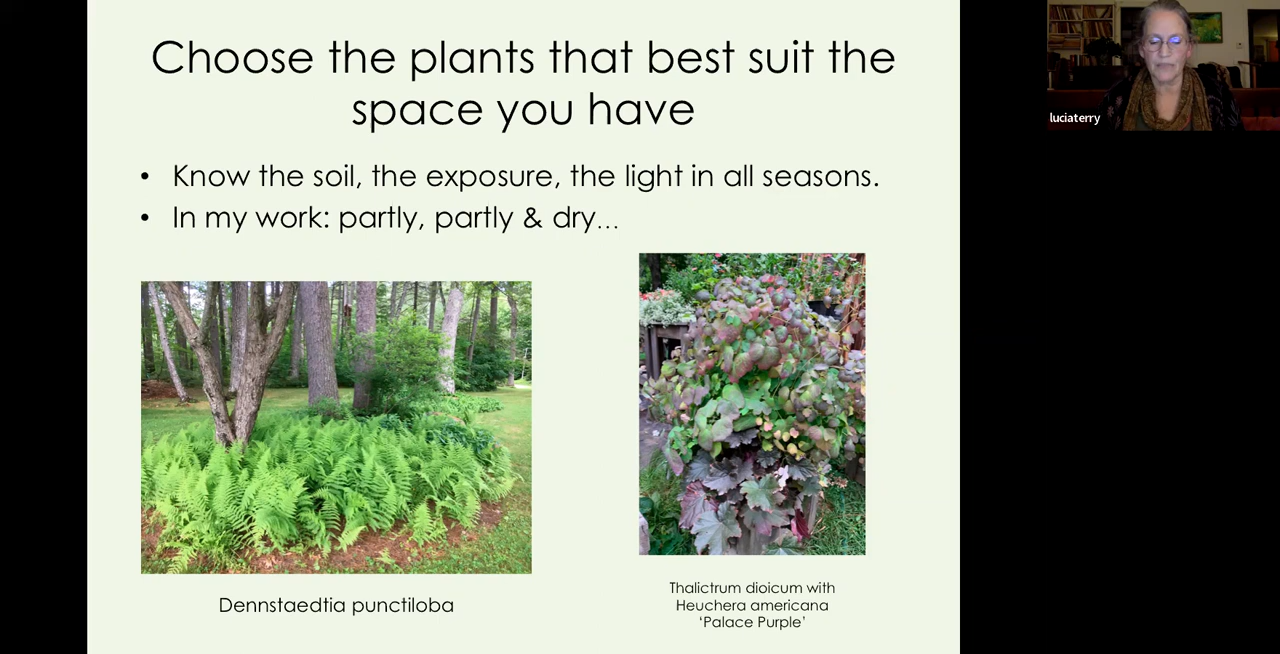 Choose the plants that best suit the
space you have
• Know the soil, the exposure, the light in all seasons.
• In my work: partly, partly & dry...
Dennstaedtia punctiloba
Thalictrum dioicum with
Heuchera americana
‘Palace Purple’
luciaterry